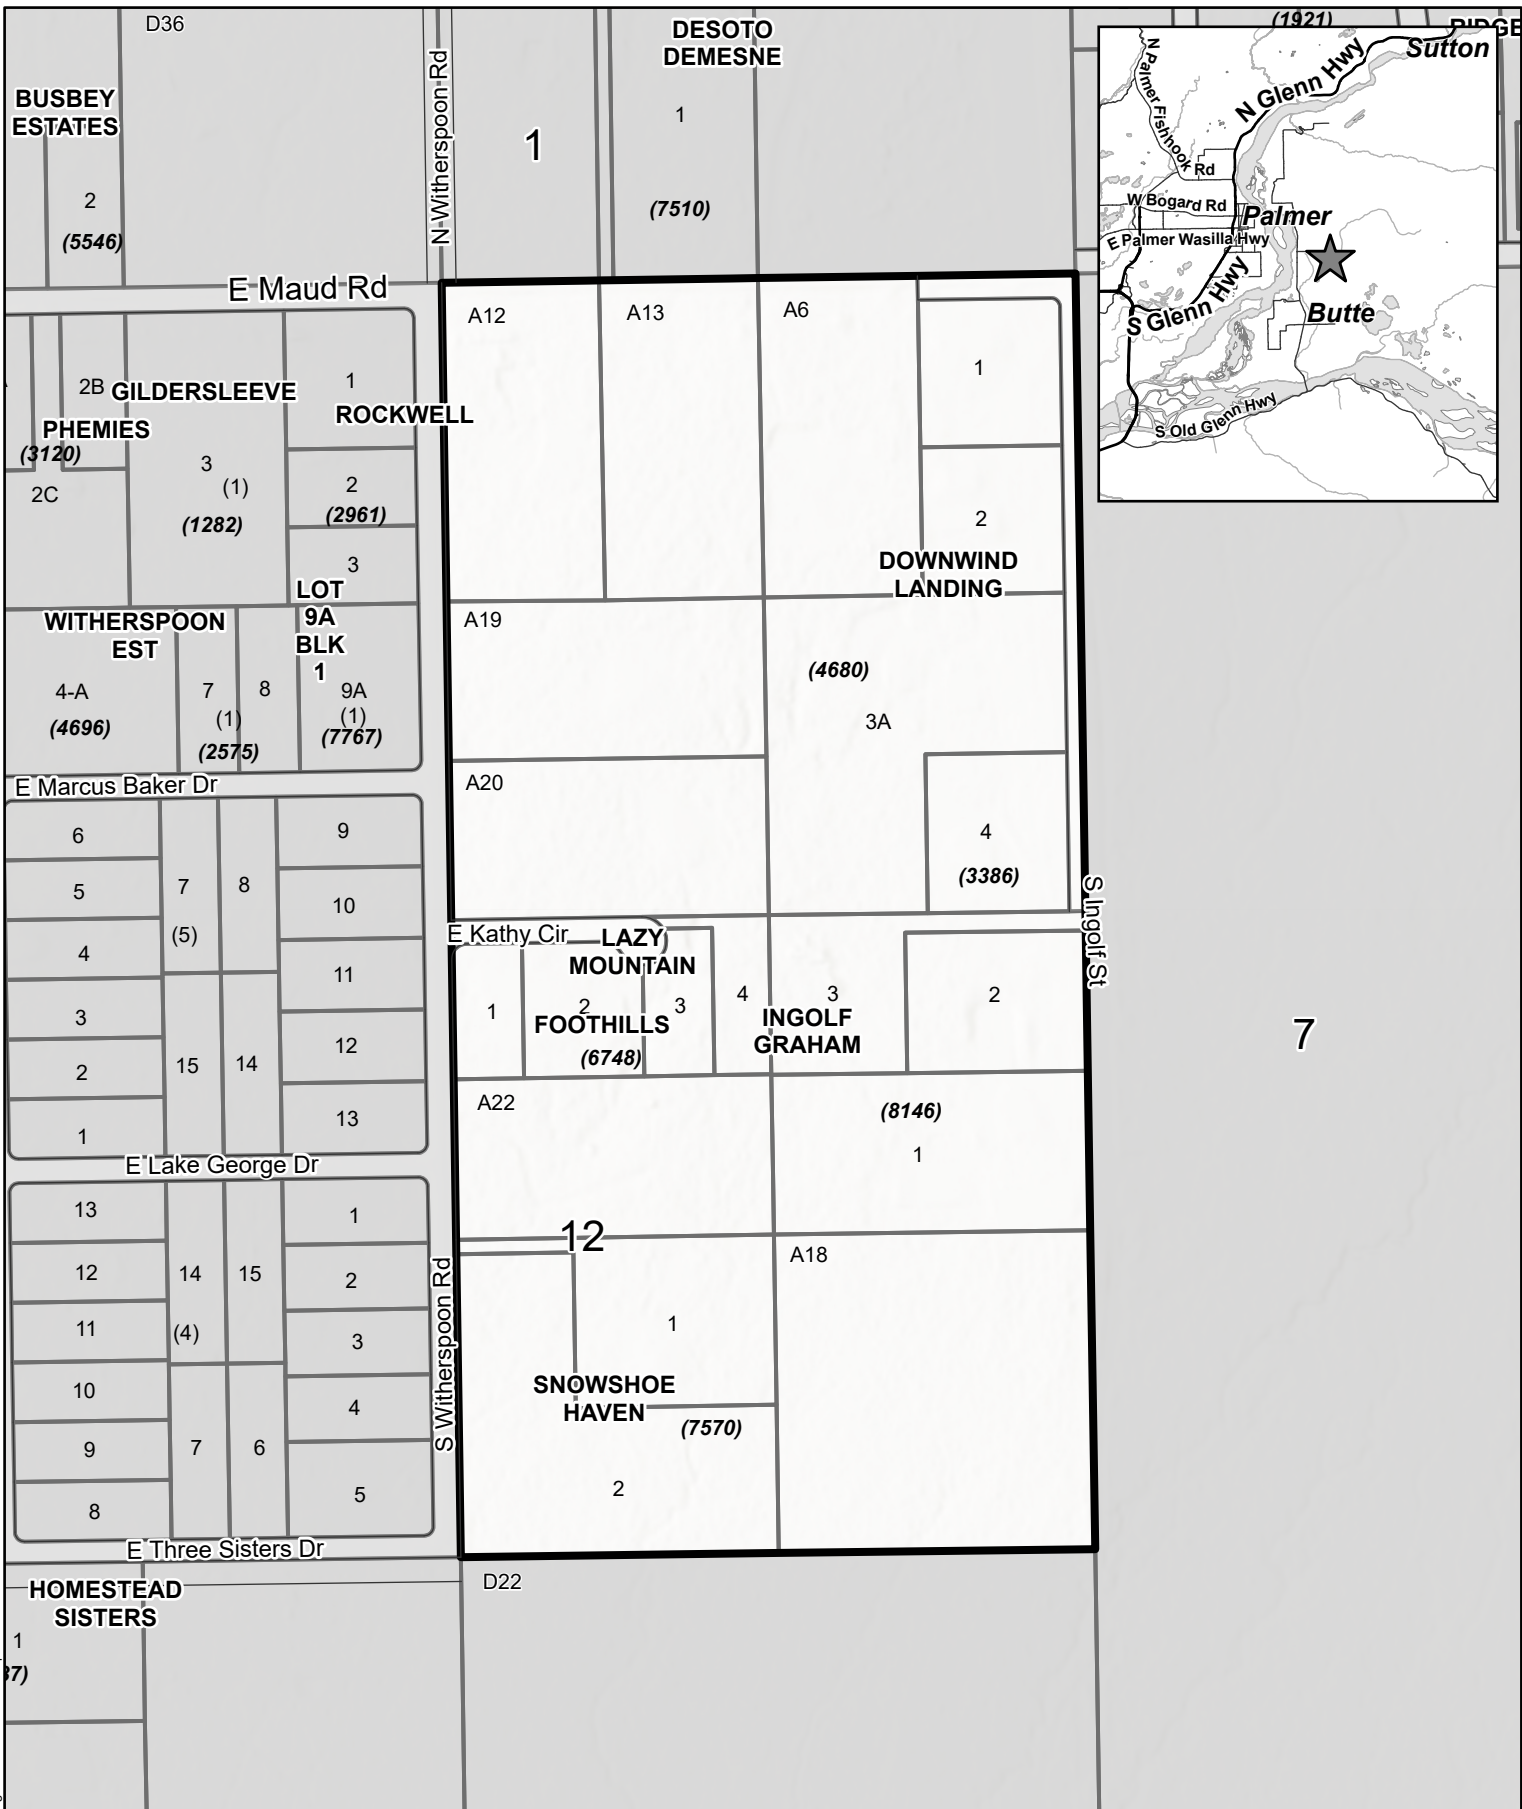 D36
BUSBEY
ESTATES
2
(5546)
N Witherspoon Rd
1
DESOTO
DEMESNE
1
(7510)
(1921)
N Palmer Fishhook
Rd
N Glenn Hwy
Sutton
W Bogard Rd
Palmer
E Palmer Wasilla Hwy
S Glenn Hwy
Butte
S Old Glenn Hwy
E Maud Rd
2B
GILDERSLEEVE
1
ROCKWELL
PHEMIES
(3120)
2C
3
(1)
(1282)
2
(2961)
3
LOT
9A
BLK
1
WITHERSPOON
EST
4-A
(4696)
7
(1)
8
(2575)
9A
(1)
(7767)
E Marcus Baker Dr
6
5
4
3
2
1
7
(5)
8
15
14
9
10
11
12
13
E Lake George Dr
13
12
11
10
9
8
14
(4)
15
7
6
1
2
3
4
5
E Three Sisters Dr
S Witherspoon Rd
HOMESTEAD
SISTERS
1
D22
A12
A13
A6
1
2
DOWNWIND
LANDING
A19
(4680)
3A
A20
4
(3386)
S Ingolf St
E Kathy Cir
LAZY
MOUNTAIN
1
2
3
4
FOOTHILLS
(6748)
3
INGOLF
GRAHAM
2
7
A22
(8146)
1
12
A18
1
SNOWSHOE
HAVEN
(7570)
2